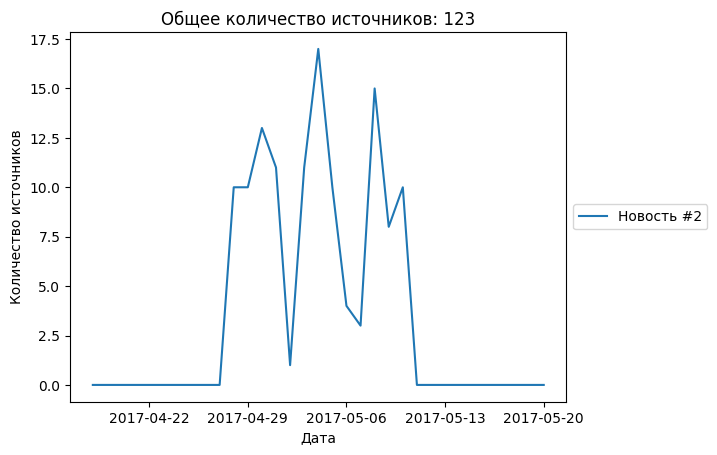 Общее количество источников: 123
17.5
15.0
12.5
10.0
7.5
5.0
2.5
0.0
Количество источников
2017-04-22 2017-04-29 2017-05-06 2017-05-13 2017-05-20
Дата
Новость #2